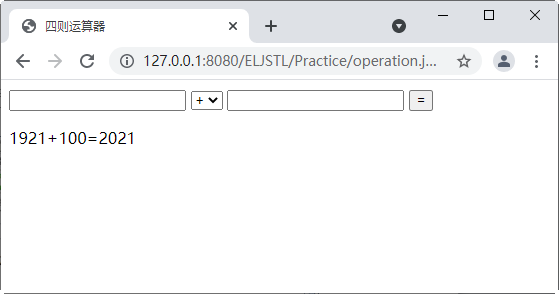 四则运算器
127.0.0.1:8080/ELJSTL/Practice/operation.j...
+ =
1921+100=2021